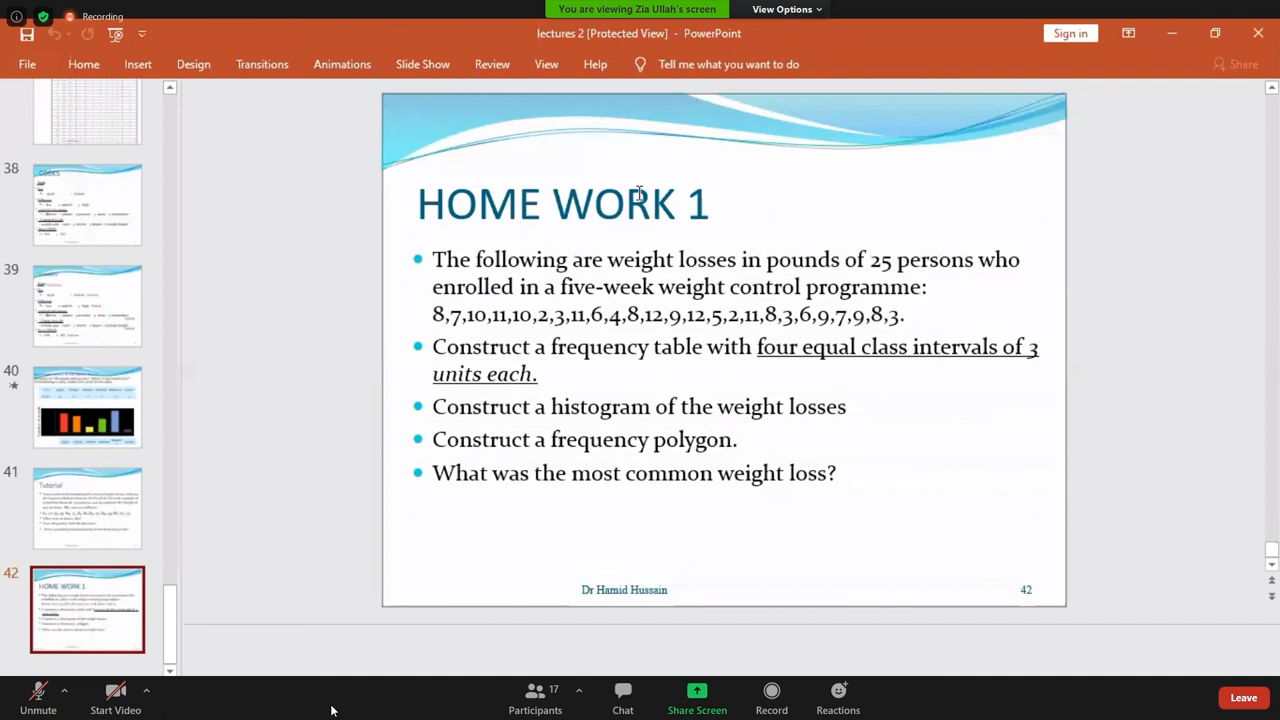 Recording
You are viewing Zia Ullah's screen
View Options
lectures 2 [Protected View] - PowerPoint
Sign in
File Home Insert Design Transitions Animations Slide Show Review View Help Tell me what you want to do
Share
38
39
40
41
Tutorial
42
HOME WORK 1
HOME WORK 1
• The following are weight losses in pounds of 25 persons who
enrolled in a five-week weight control programme:
8,7,10,11,10,2,3,11,6,4,8,12,9,12,5,2,11,8,3,6,9,7,9,8,3.
• Construct a frequency table with four equal class intervals of 3
units each.
• Construct a histogram of the weight losses
• Construct a frequency polygon.
• What was the most common weight loss?
Dr Hamid Hussain
42
17
Unmute Start Video Participants Chat Share Screen Record Reactions
Leave